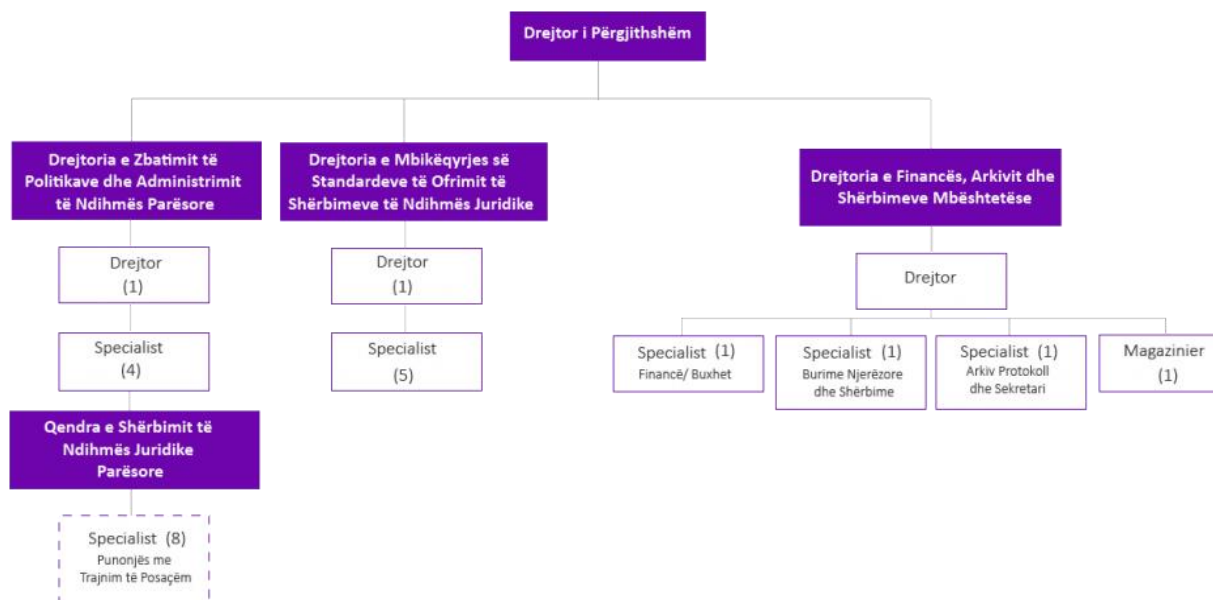 Drejtor i Përgjithshëm
Drejtoria e Zbatimit të
Politikave dhe Administrimit
të Ndihmës Parësore
Drejtor
(1)
Specialist
(4)
Qendra e Shërbimit të
Ndihmës Juridike
Parësore
Specialist (8)
Punonjës me
Trajnim të Posaçëm
Drejtoria e Mbikëqyrjes së
Standardeve të Ofrimit të
Shërbimeve të Ndihmës Juridike
Drejtor
(1)
Specialist
(5)
Drejtoria e Financës, Arkivit dhe
Shërbimeve Mbështetëse
Drejtor
Specialist (1)
Financë/ Buxhet
Specialist (1)
Burime Njerëzore
dhe Shërbime
Specialist (1)
Arkiv Protokoll
dhe Sekretari
Magazinier
(1)